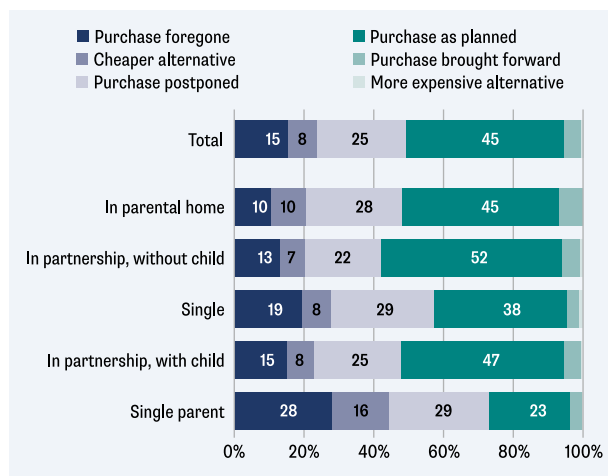 Purchase foregone
Cheaper alternative
Purchase postponed
Purchase as planned
Purchase brought forward
More expensive alternative
Total
15 8 25 45
In parental home
10 10 28 45
In partnership, without child
13 7 22 52
Single
19 8 29 38
In partnership, with child
15 8 25 47
Single parent
28 16 29 23
0% 20% 40% 60% 80% 100%